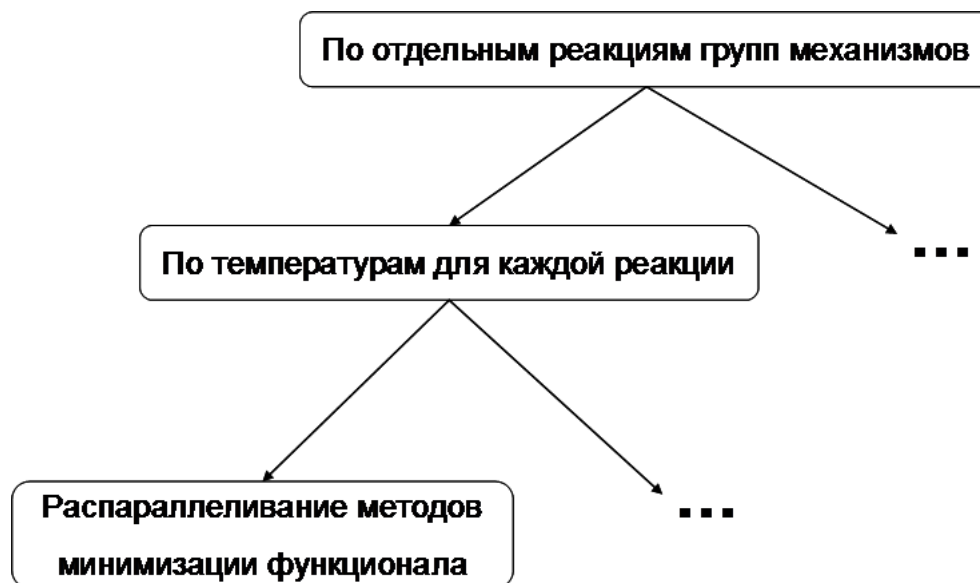 По отдельным реакциям групп механизмов
...
По температурам для каждой реакции
Распараллеливание методов
минимизации функционала
...